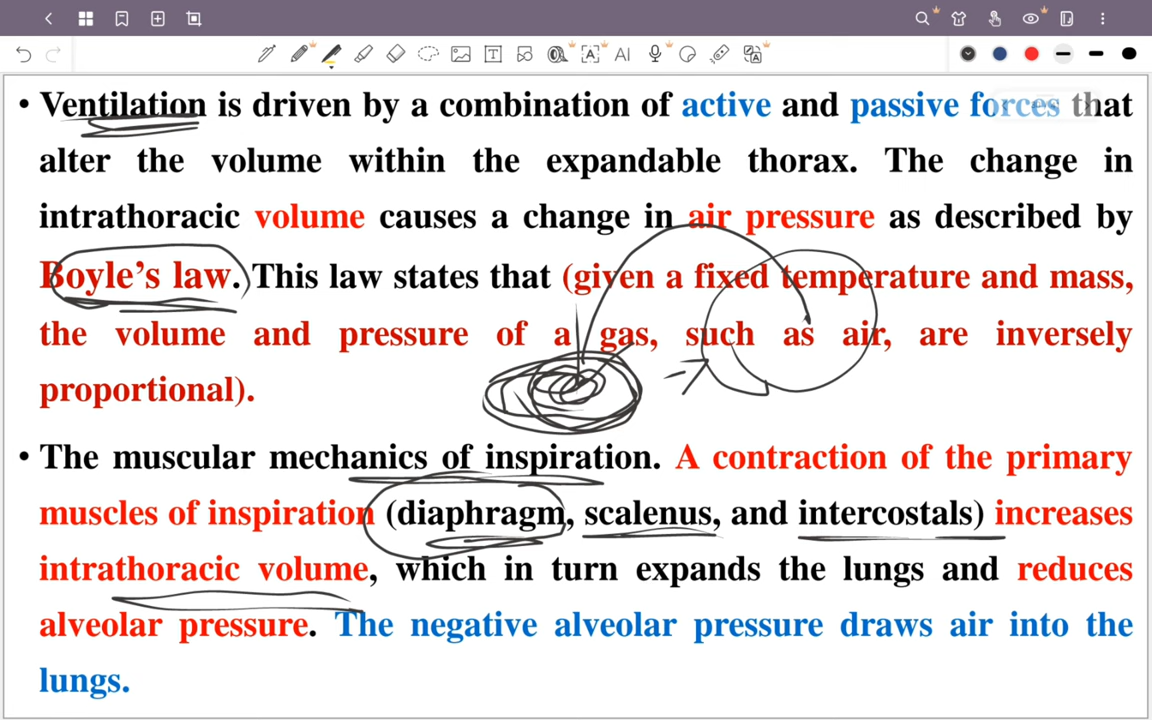 AI
• Ventilation is driven by a combination of active and passive forces that
alter the volume within the expandable thorax. The change in
intrathoracic volume causes a change in air pressure as described by
Boyle's law. This law states that (given a fixed temperature and mass,
the volume and pressure of a gas, such as air, are inversely
proportional).
• The muscular mechanics of inspiration. A contraction of the primary
muscles of inspiration (diaphragm, scalenus, and intercostals) increases
intrathoracic volume, which in turn expands the lungs and reduces
alveolar pressure. The negative alveolar pressure draws air into the
lungs.